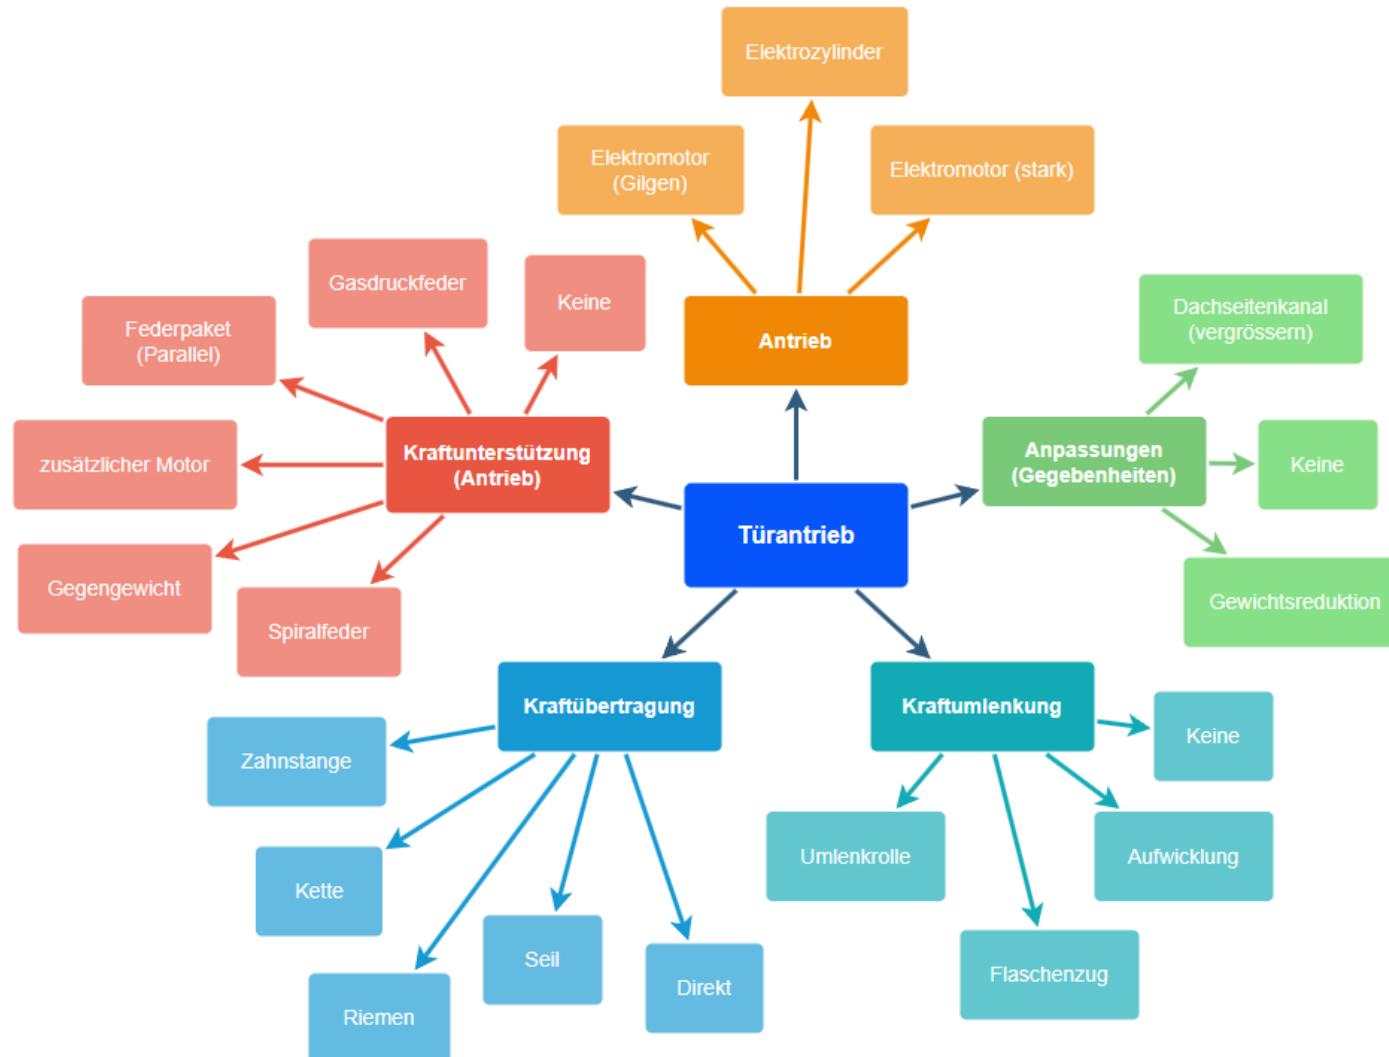 Elektrozylinder
Elektromotor
(Gilgen)
Elektromotor (stark)
Antrieb
Gasdruckfeder
Keine
Federpaket
(Parallel)
zusätzlicher Motor
Gegengewicht
Spiralfeder
Kraftunterstützung
(Antrieb)
Türantrieb
Anpassungen
(Gegebenheiten)
Dachseitenkanal
(vergrössern)
Keine
Gewichtsreduktion
Kraftübertragung
Zahnstange
Kette
Riemen
Seil
Direkt
Kraftumlenkung
Keine
Umlenkrolle
Aufwicklung
Flaschenzug